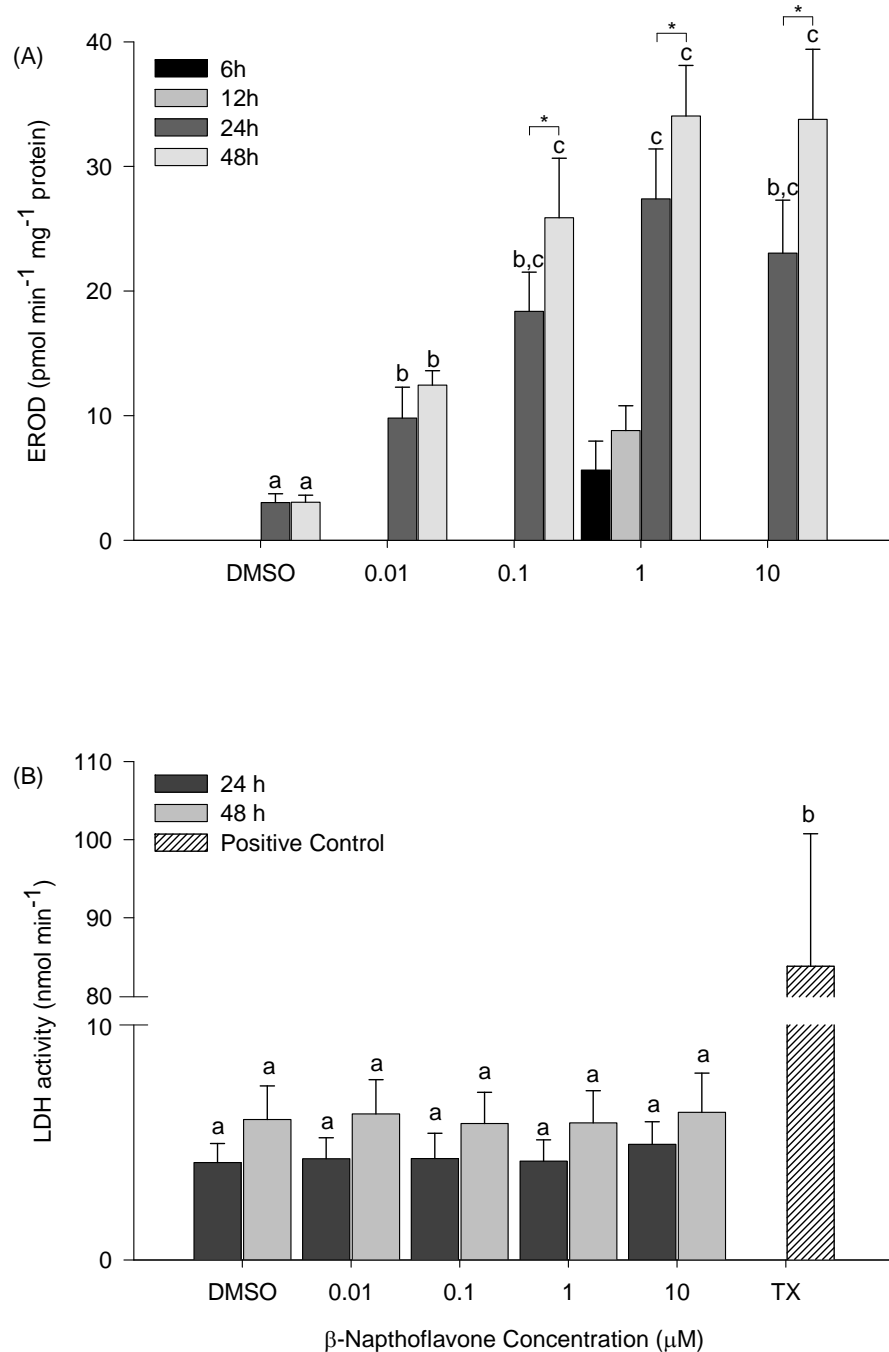 (A)
EROD (pmol min-1 mg-1 protein)
40
30
20
10
0
6h
12h
24h
48h
a
a
b
b
b,c
*
c
c
*
c
b,c
*
c
DMSO
0.01
0.1
1
10
(B)
LDH activity (nmol min-1)
110
100
90
80
10
0
24 h
48 h
Positive Control
a
a
a
a
a
a
a
a
a
a
b
DMSO
0.01
0.1
1
10
TX
β-Napthoflavone Concentration (μM)